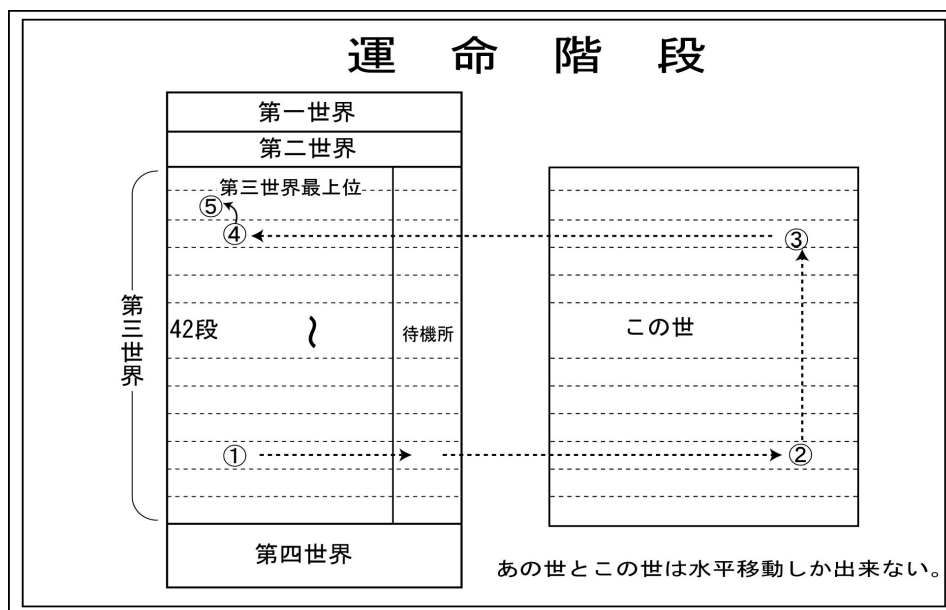 運命階段
第一世界
第二世界
第三世界最上位
⑤
④
③
第三世界
42段
〜
待機所
この世
①
②
第四世界
あの世とこの世は水平移動しか出来ない。